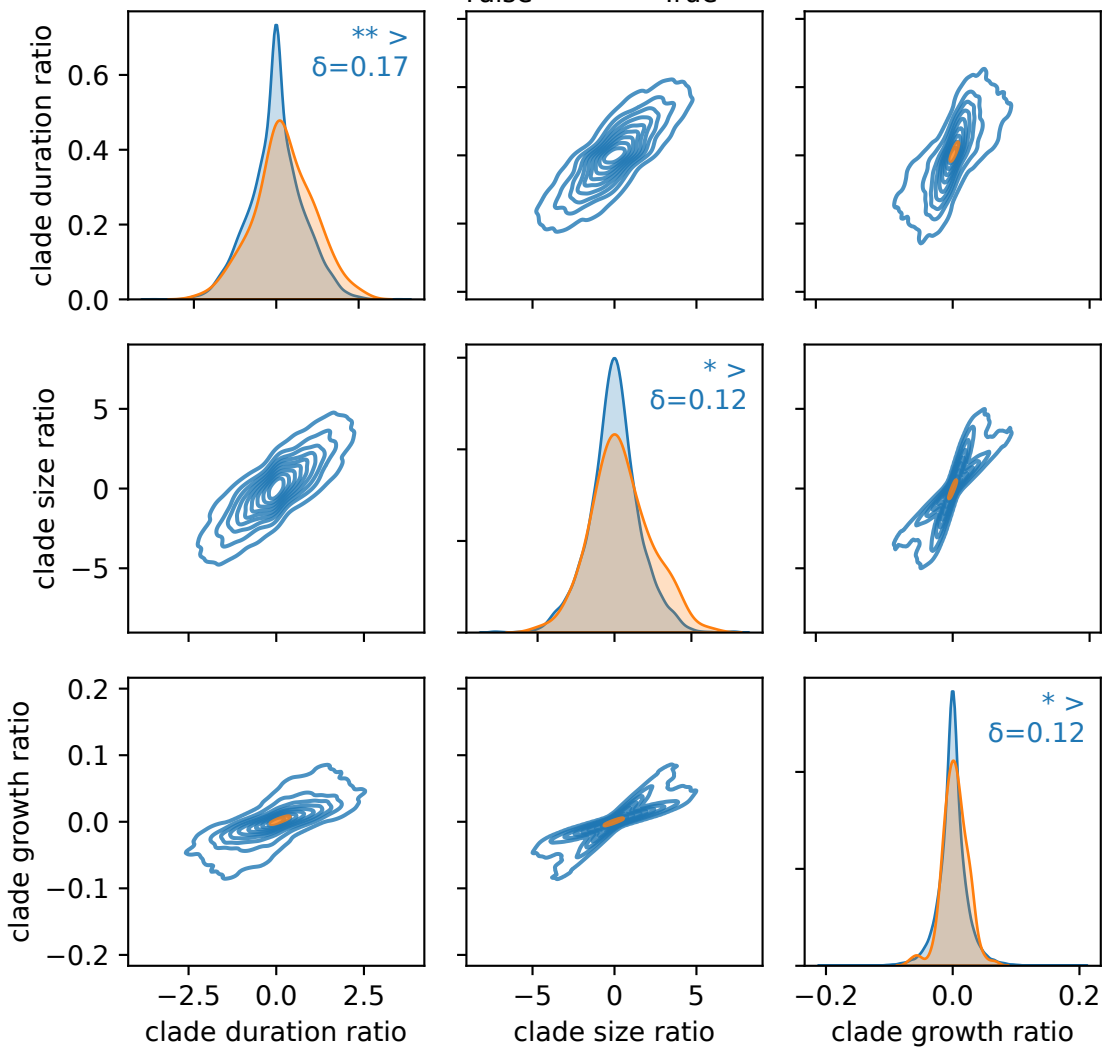 ** >
δ=0.17
clade duration ratio
0.6
0.4
0.2
0.0
* >
δ=0.12
clade size ratio
5
0
−5
* >
δ=0.12
clade growth ratio
0.2
0.1
0.0
−0.1
−0.2
−2.5 0.0 2.5
−5 0 5
−0.2 0.0 0.2
clade duration ratio
clade size ratio
clade growth ratio